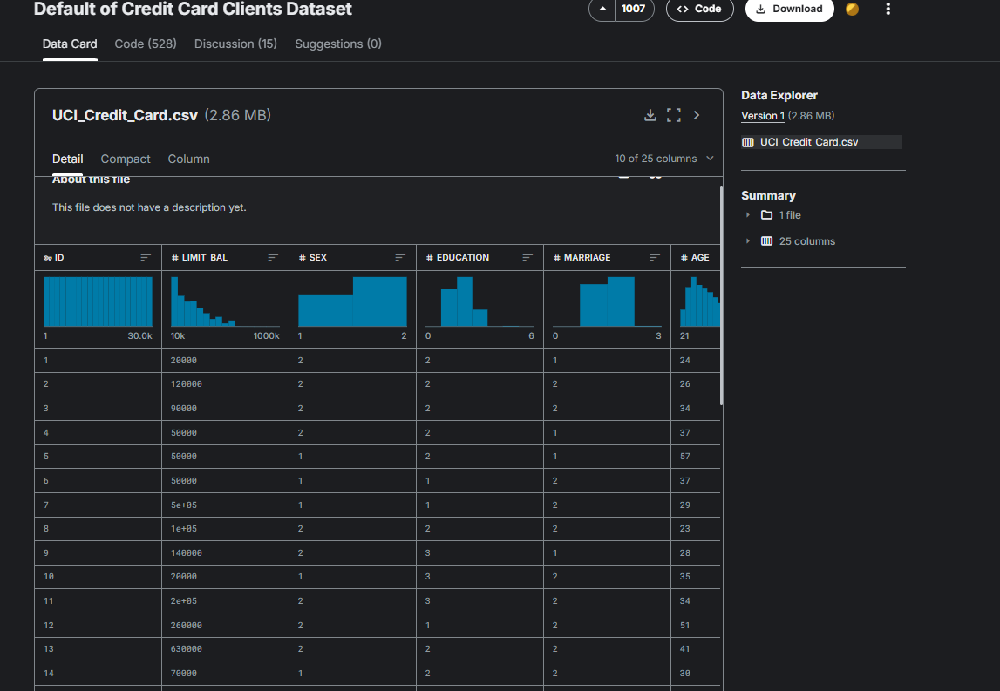 Default of Credit Card Clients Dataset
1007
Code
Download
Data Card Code (528) Discussion (15) Suggestions (0)
UCI_Credit_Card.csv (2.86 MB)
Detail Compact Column 10 of 25 columns
About this file
This file does not have a description yet.
ID # LIMIT_BAL # SEX # EDUCATION # MARRIAGE # AGE
1 30.0k 10k 1000k 1 2 0 6 0 3 21
1 20000 2 2 1 24
2 120000 2 2 2 26
3 90000 2 2 2 34
4 50000 2 2 1 37
5 50000 1 2 1 57
6 50000 1 1 2 37
7 5e+05 1 1 2 29
8 1e+05 2 2 2 23
9 140000 2 3 1 28
10 20000 1 3 2 35
11 2e+05 2 3 2 34
12 260000 2 1 2 51
13 630000 2 2 2 41
14 70000 1 2 2 30
Data Explorer
Version 1 (2.86 MB)
UCI_Credit_Card.csv
Summary
1 file
25 columns